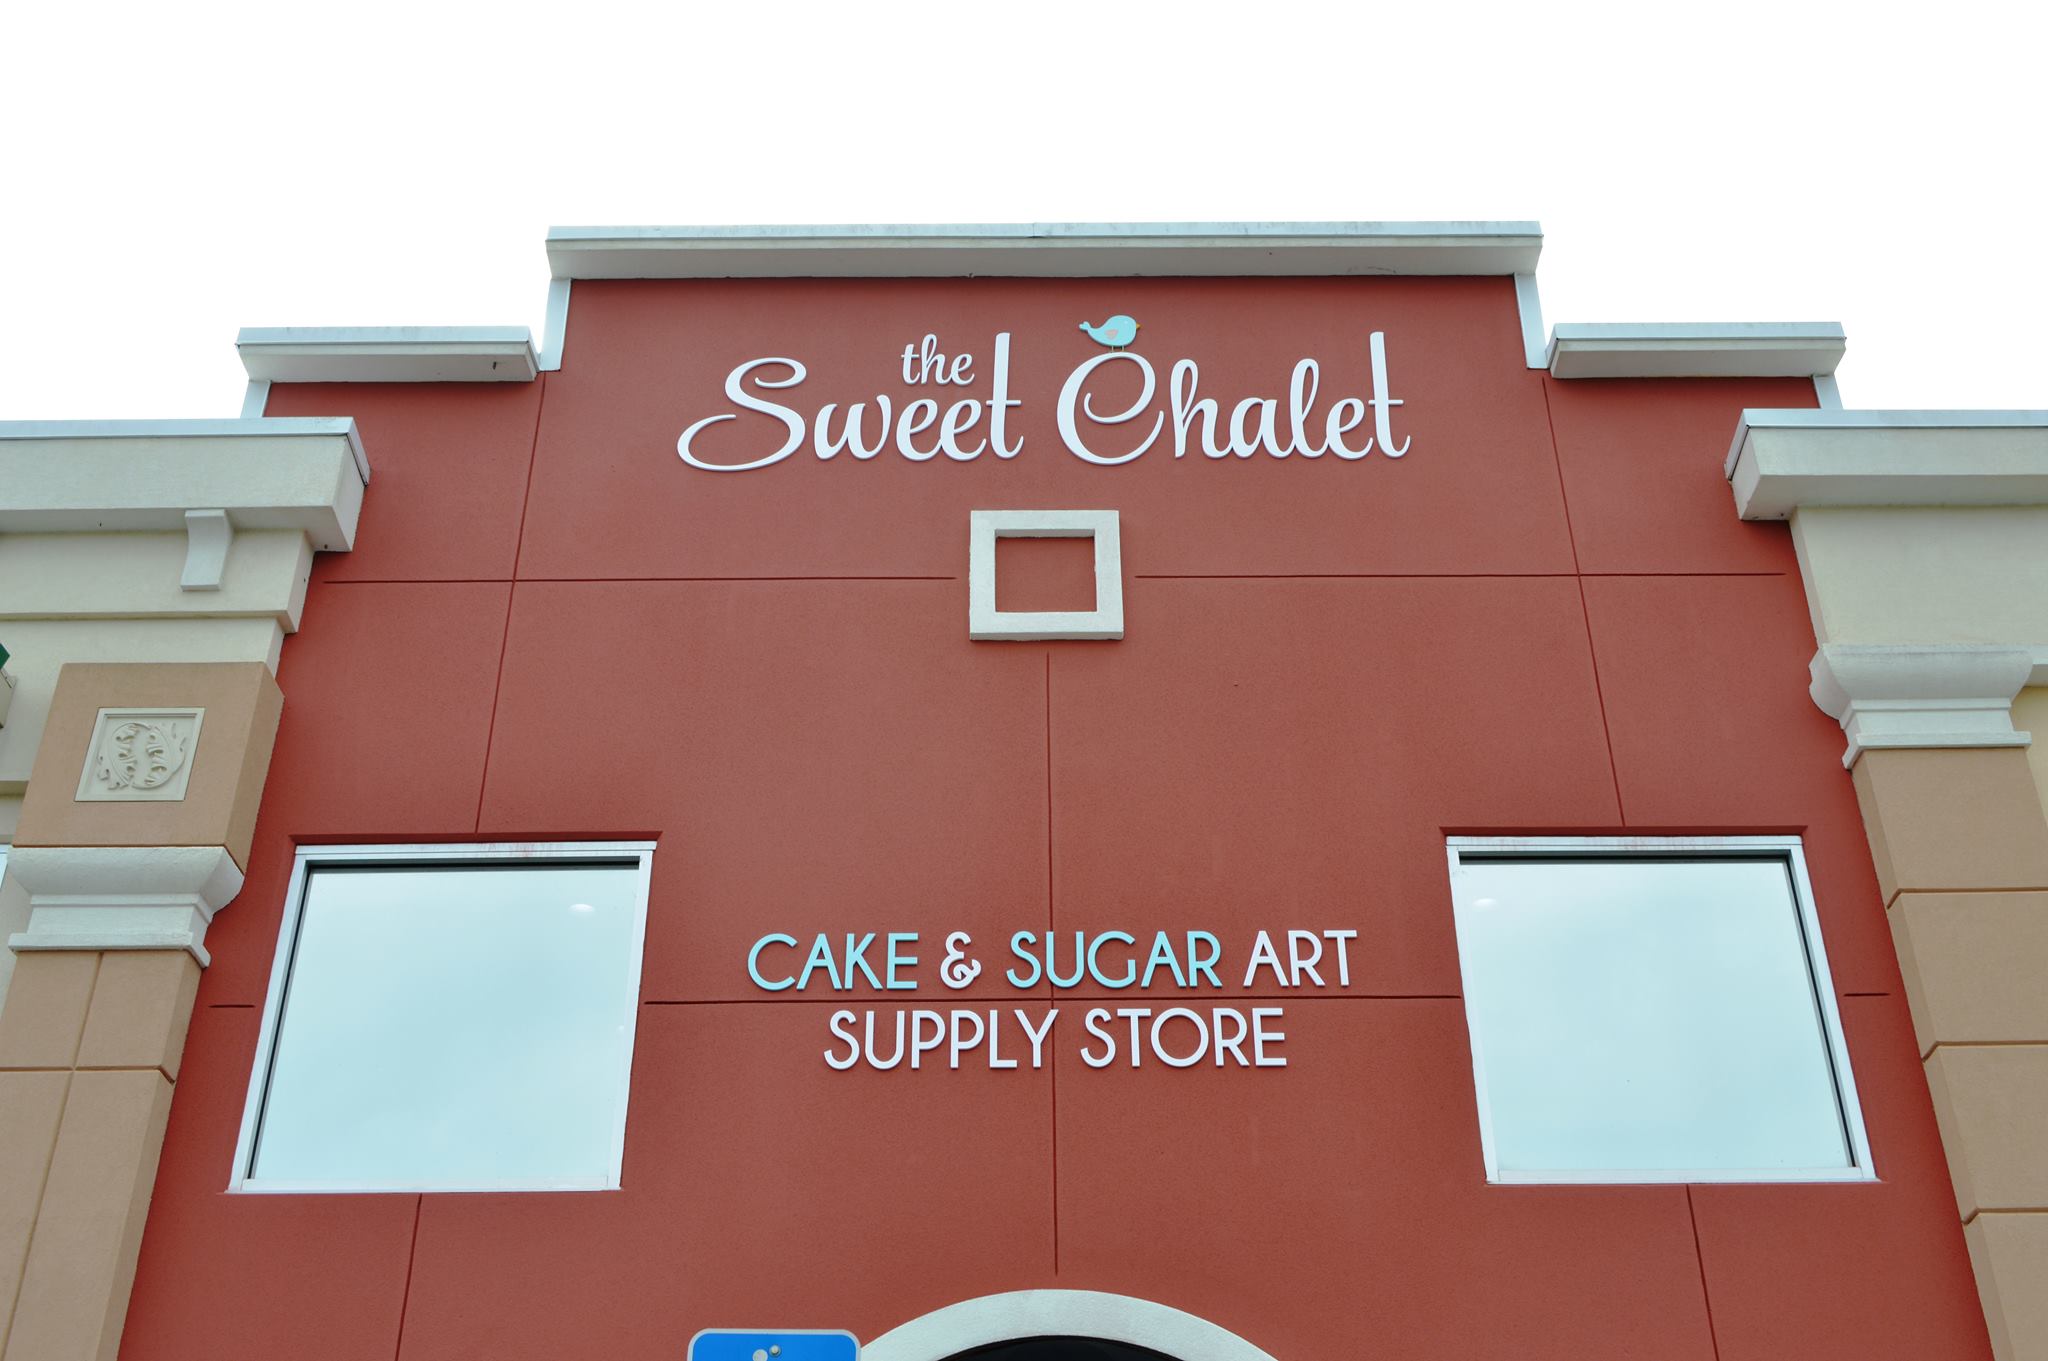 the
Sweet Chalet
CAKE & SUGAR ART
SUPPLY STORE